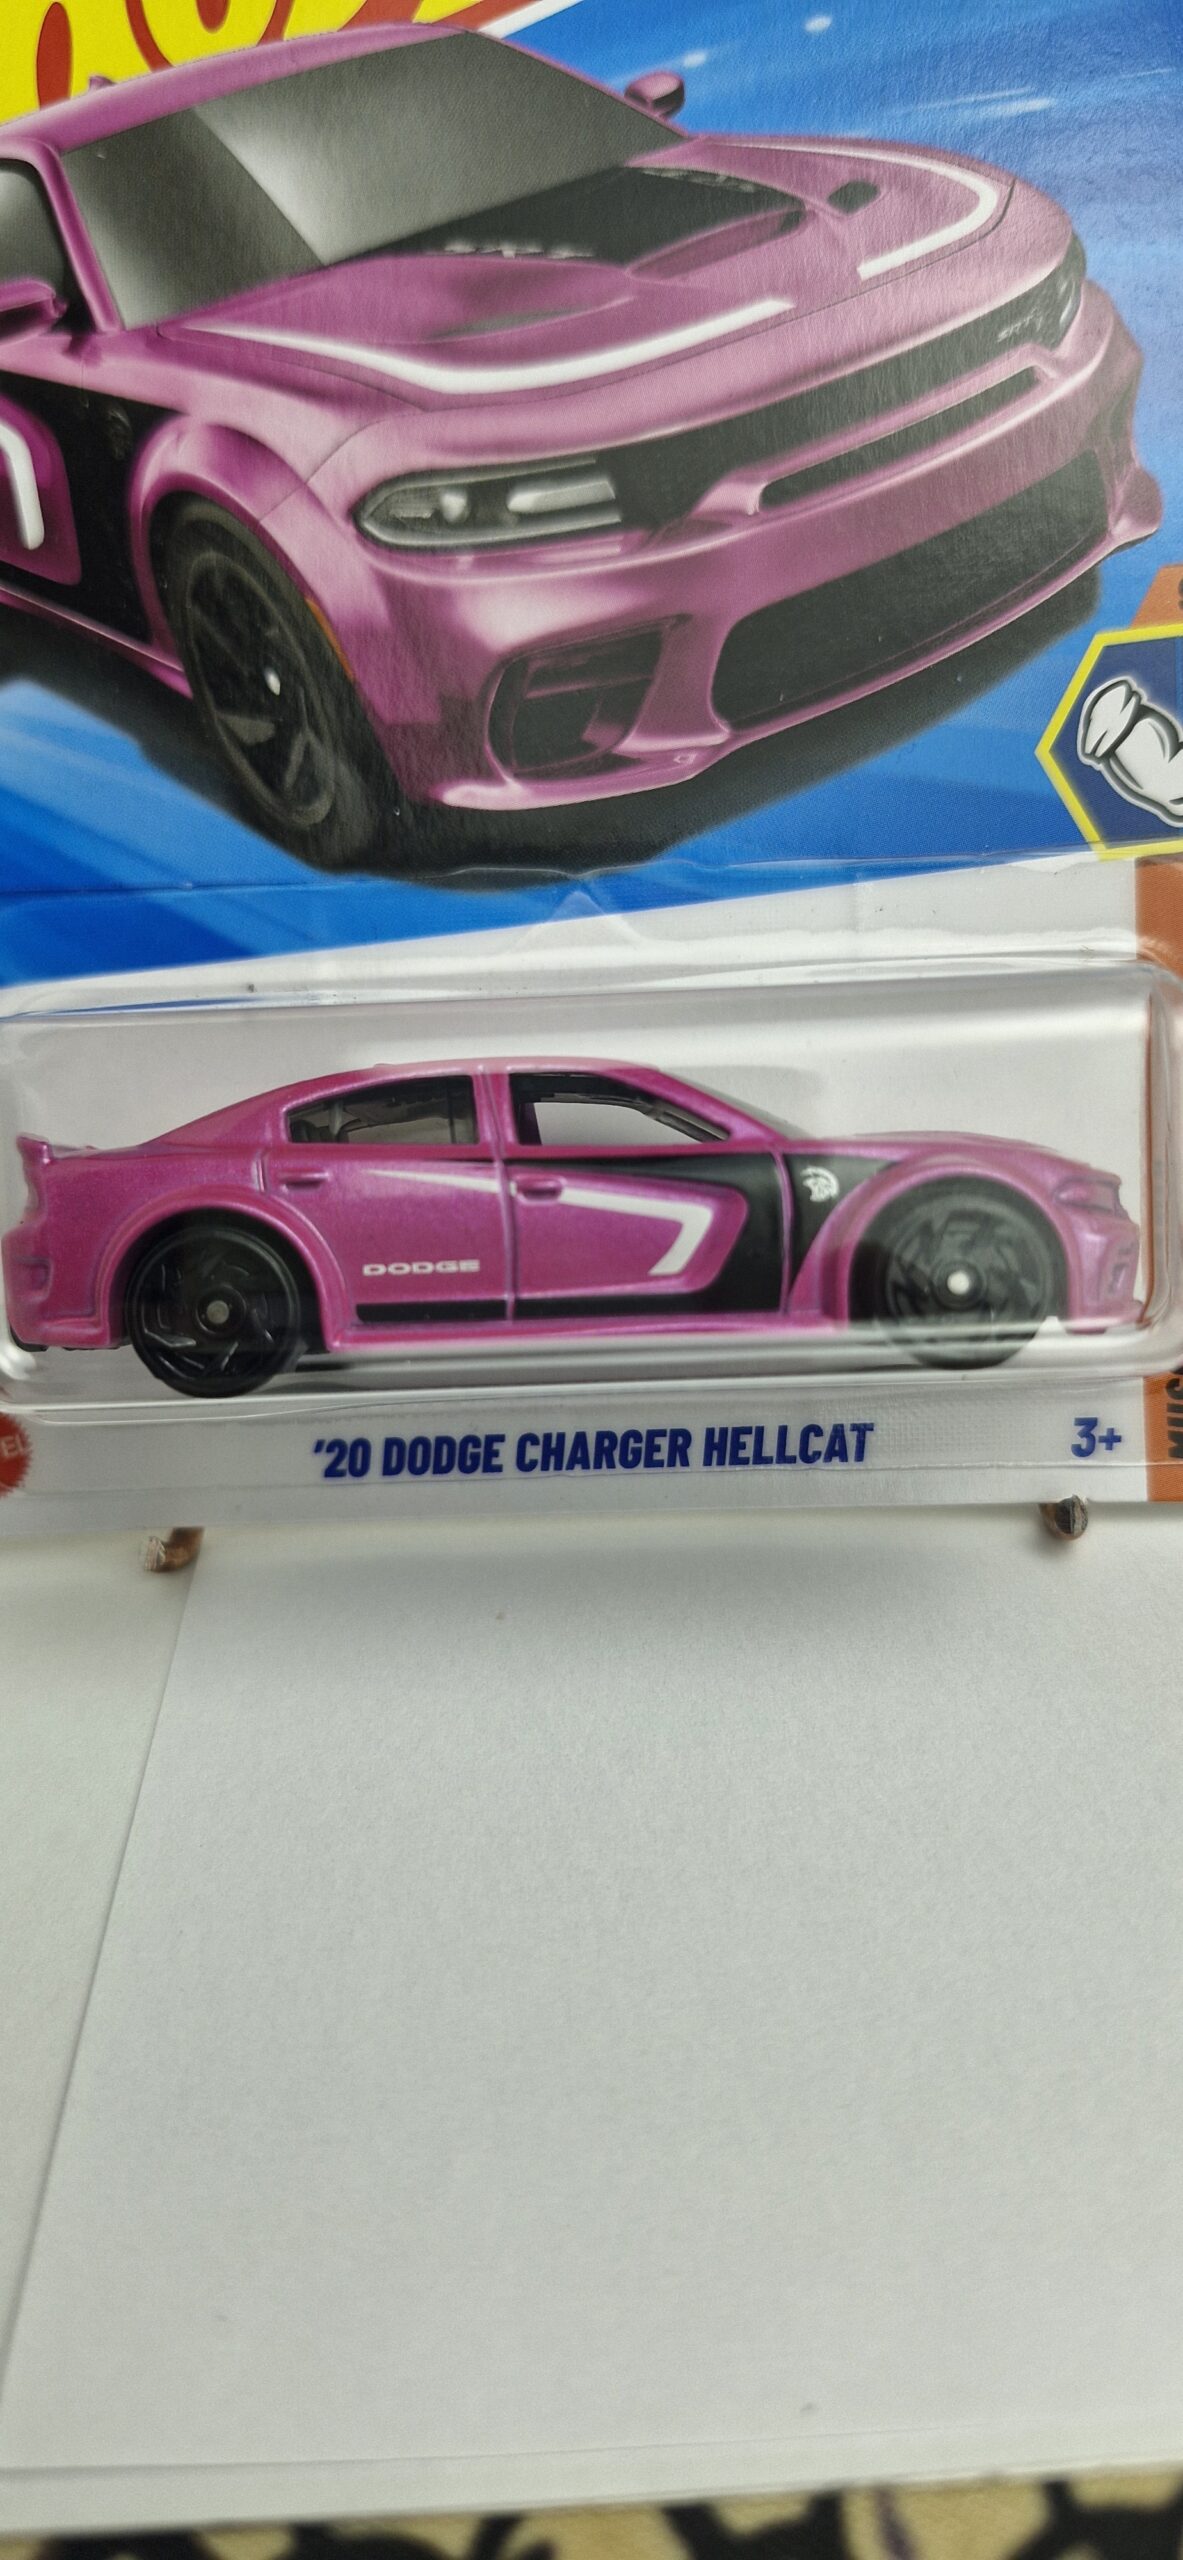 DODGE
'20 DODGE CHARGER HELLCAT
3+